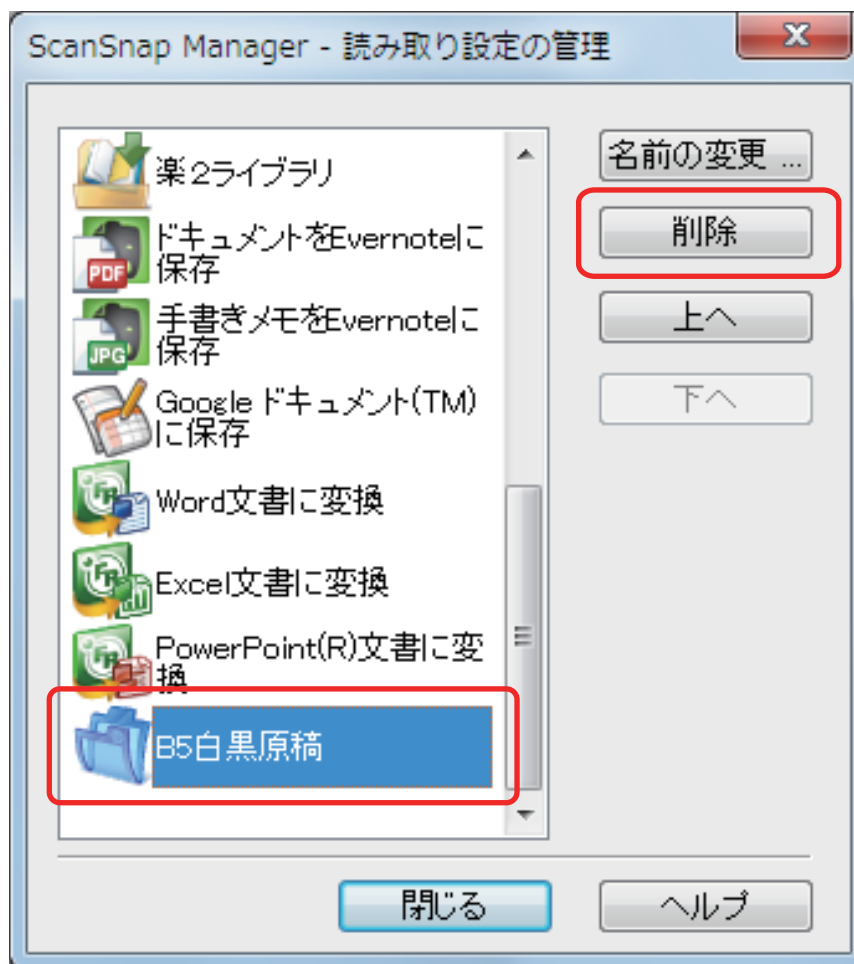 ScanSnap Manager - 読み取り設定の管理
楽2ライブラリ
名前の変更 ...
削除
ドキュメントをEvernoteに
保存
PDF
手書きメモをEvernoteに
保存
JPG
上へ
下へ
Google ドキュメント(TM)
に保存
Word文書に変換
Excel文書に変換
PowerPoint(R)文書に変
換
B5白黒原稿
閉じる
ヘルプ